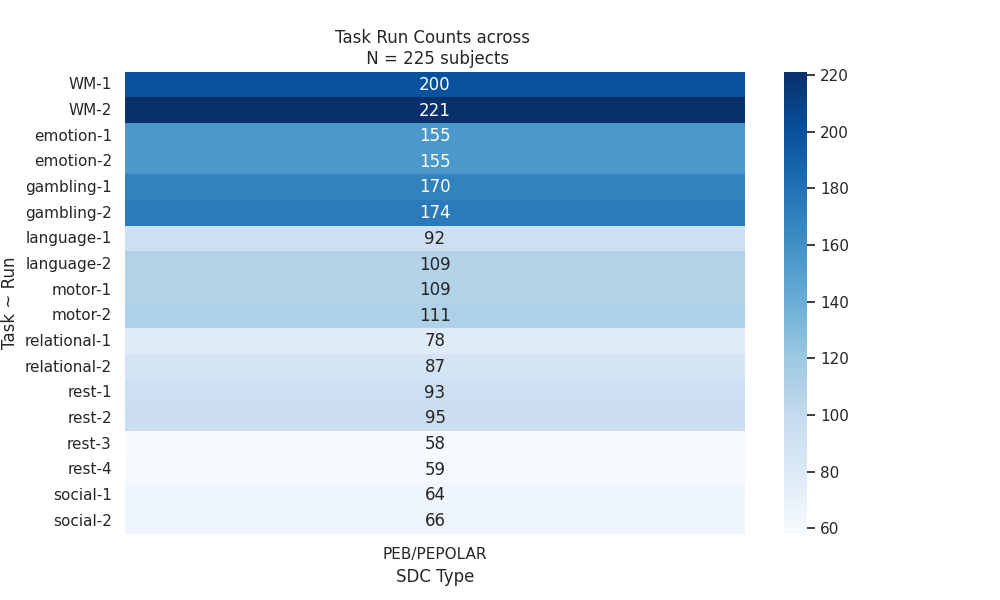 Task Run Counts across
N = 225 subjects
Task ~ Run
WM-1 200
WM-2 221
emotion-1 155
emotion-2 155
gambling-1 170
gambling-2 174
language-1 92
language-2 109
motor-1 109
motor-2 111
relational-1 78
relational-2 87
rest-1 93
rest-2 95
rest-3 58
rest-4 59
social-1 64
social-2 66
PEB/PEPOLAR
SDC Type
220
200
180
160
140
120
100
80
60